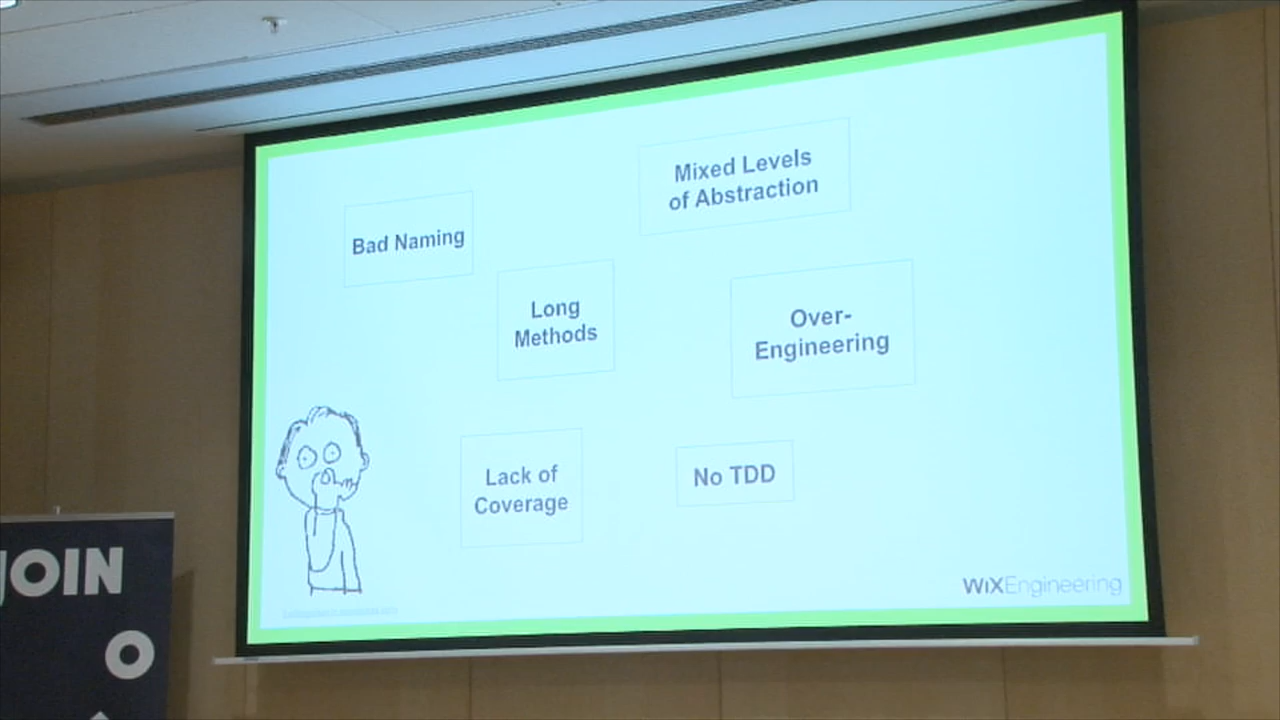 Mixed Levels
of Abstraction
Bad Naming
Long
Methods
Over-
Engineering
Lack of
Coverage
No TDD
WiXEngineering
JOIN
O